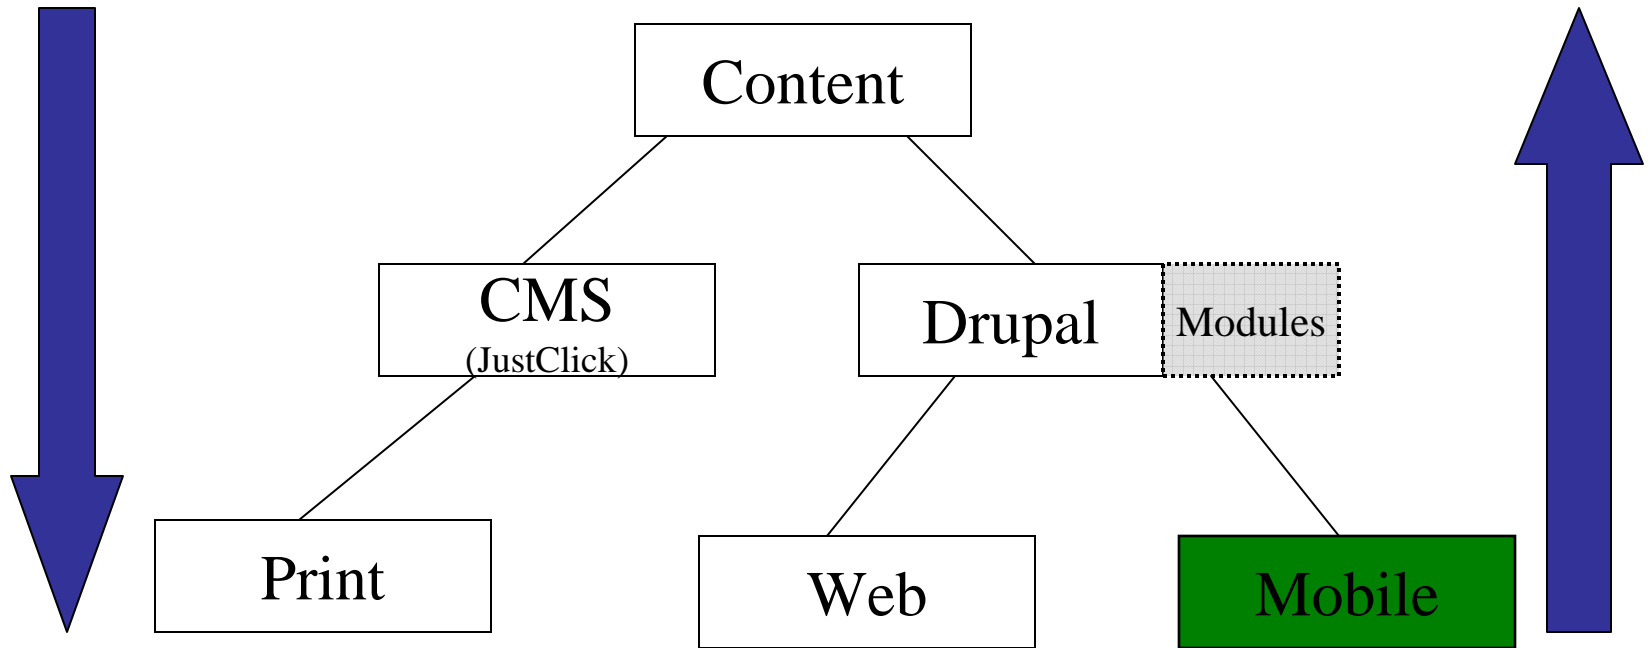 Content
CMS
(JustClick)
Drupal
Modules
Print
Web
Mobile